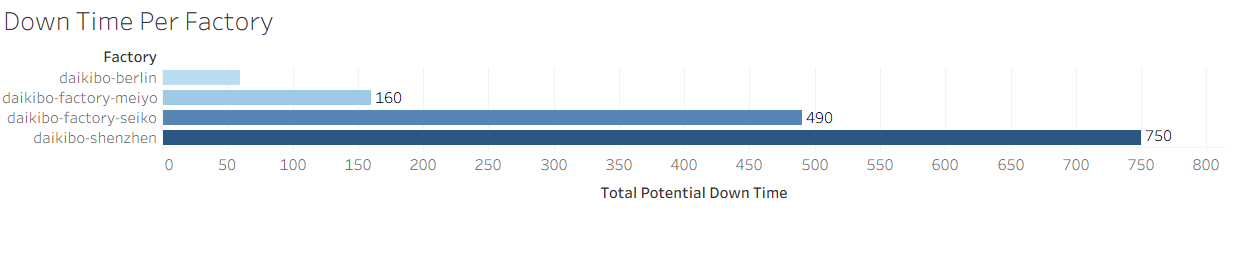 Down Time Per Factory
Factory
daikibo-berlin
daikibo-factory-meiyo 160
daikibo-factory-seiko 490
daikibo-shenzhen 750
0 50 100 150 200 250 300 350 400 450 500 550 600 650 700 750 800
Total Potential Down Time